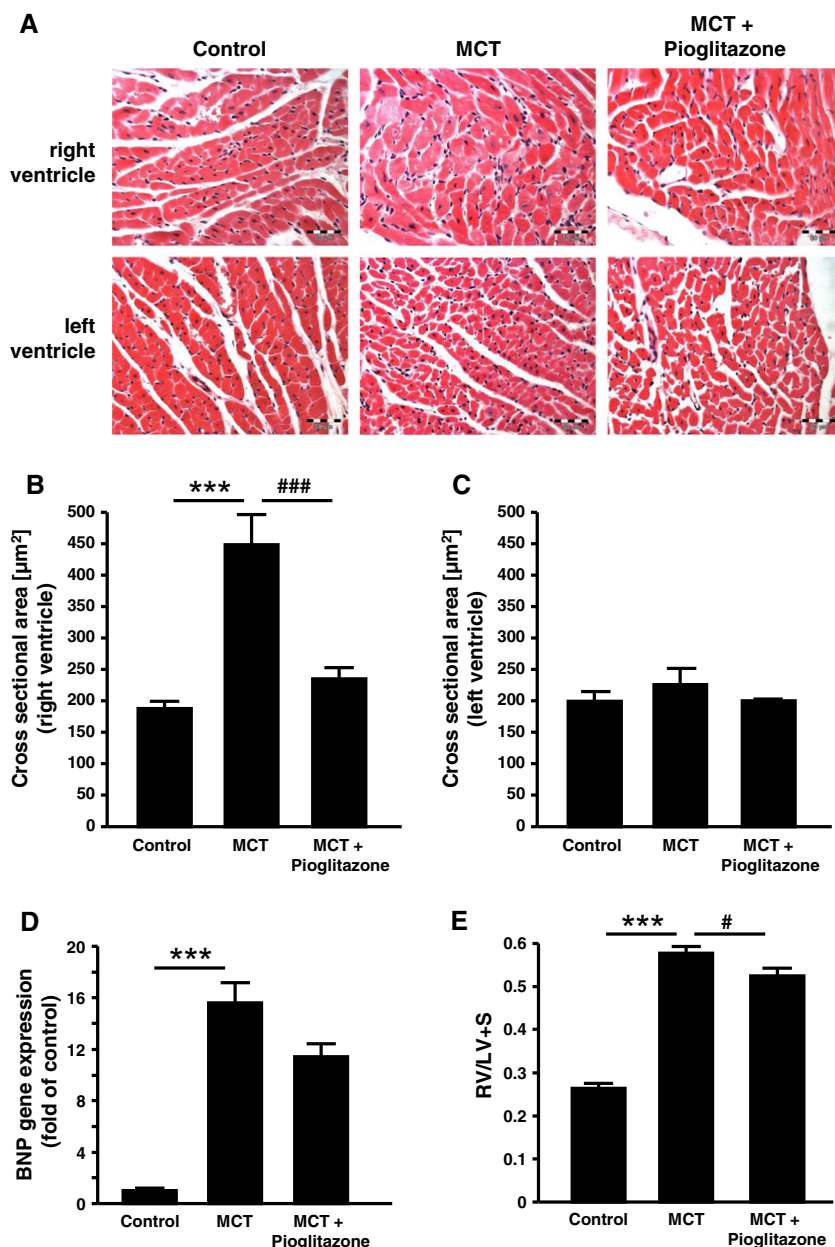 A
Control
MCT
MCT +
Pioglitazone
right
ventricle
left
ventricle
B
***
###
Cross sectional area [µm²]
(right ventricle)
500
450
400
350
300
250
200
150
100
50
0
Control
MCT
MCT +
Pioglitazone
C
Cross sectional area [µm²]
(left ventricle)
500
450
400
350
300
250
200
150
100
50
0
Control
MCT
MCT +
Pioglitazone
D
***
BNP gene expression
(fold of control)
20
16
12
8
4
0
Control
MCT
MCT +
Pioglitazone
E
***
#
RV/LV+S
0.6
0.5
0.4
0.3
0.2
0.1
0
Control
MCT
MCT +
Pioglitazone